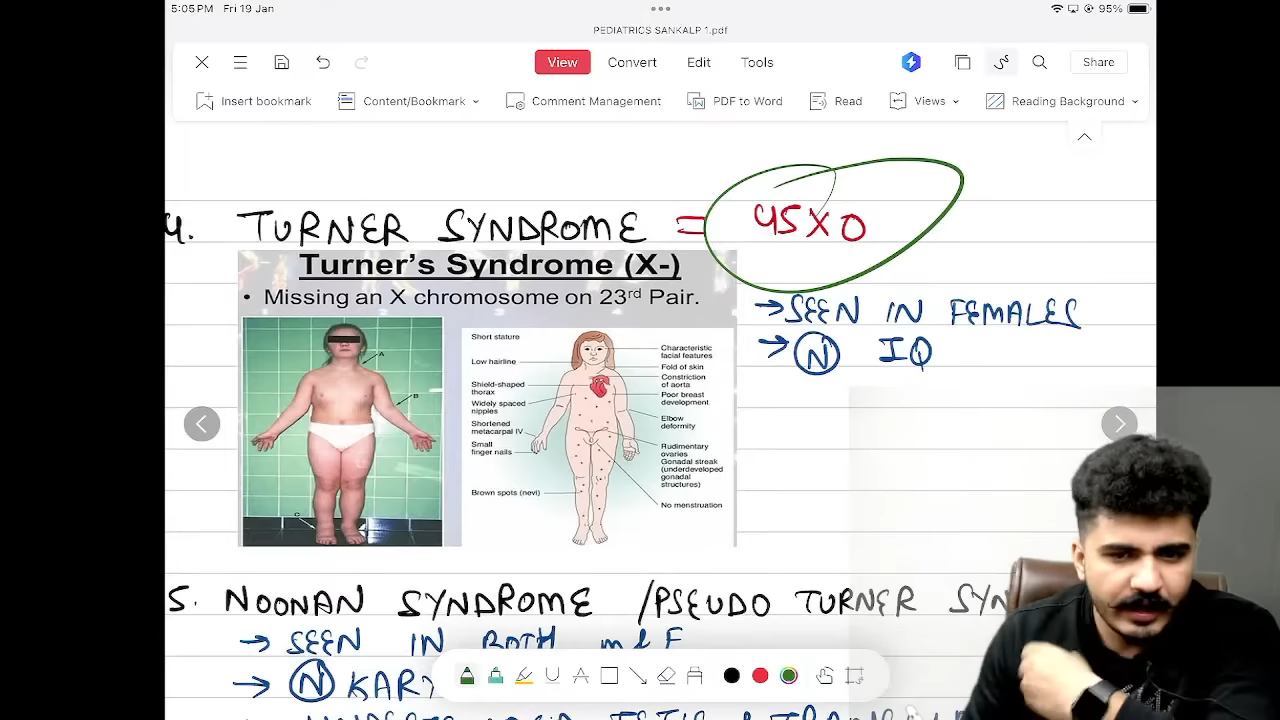 5:05 PM Fri 19 Jan
95%
PEDIATRICS SANKALP 1.pdf
View Convert Edit Tools Share
Insert bookmark Content/Bookmark Comment Management PDF to Word Read Views Reading Background
4. TURNER SYNDROME = 45X0
Turner's Syndrome (X-)
• Missing an X chromosome on 23rd Pair.
→ SEEN IN FEMALES
→ N IQ
A
B
C
Short stature
Low hairline
Shield-shaped
thorax
Widely spaced
nipples
Shortened
metacarpal IV
Small
finger nails
Brown spots (nevi)
Characteristic
facial features
Fold of skin
Constriction
of aorta
Poor breast
development
Elbow
deformity
Rudimentary
ovaries
Gonadal streak
(underdeveloped
gonadal
structures)
No menstruation
5. NOONAN SYNDROME / PSEUDO TURNER SYN
→ SEEN IN BOTH m & F
→ N KARY